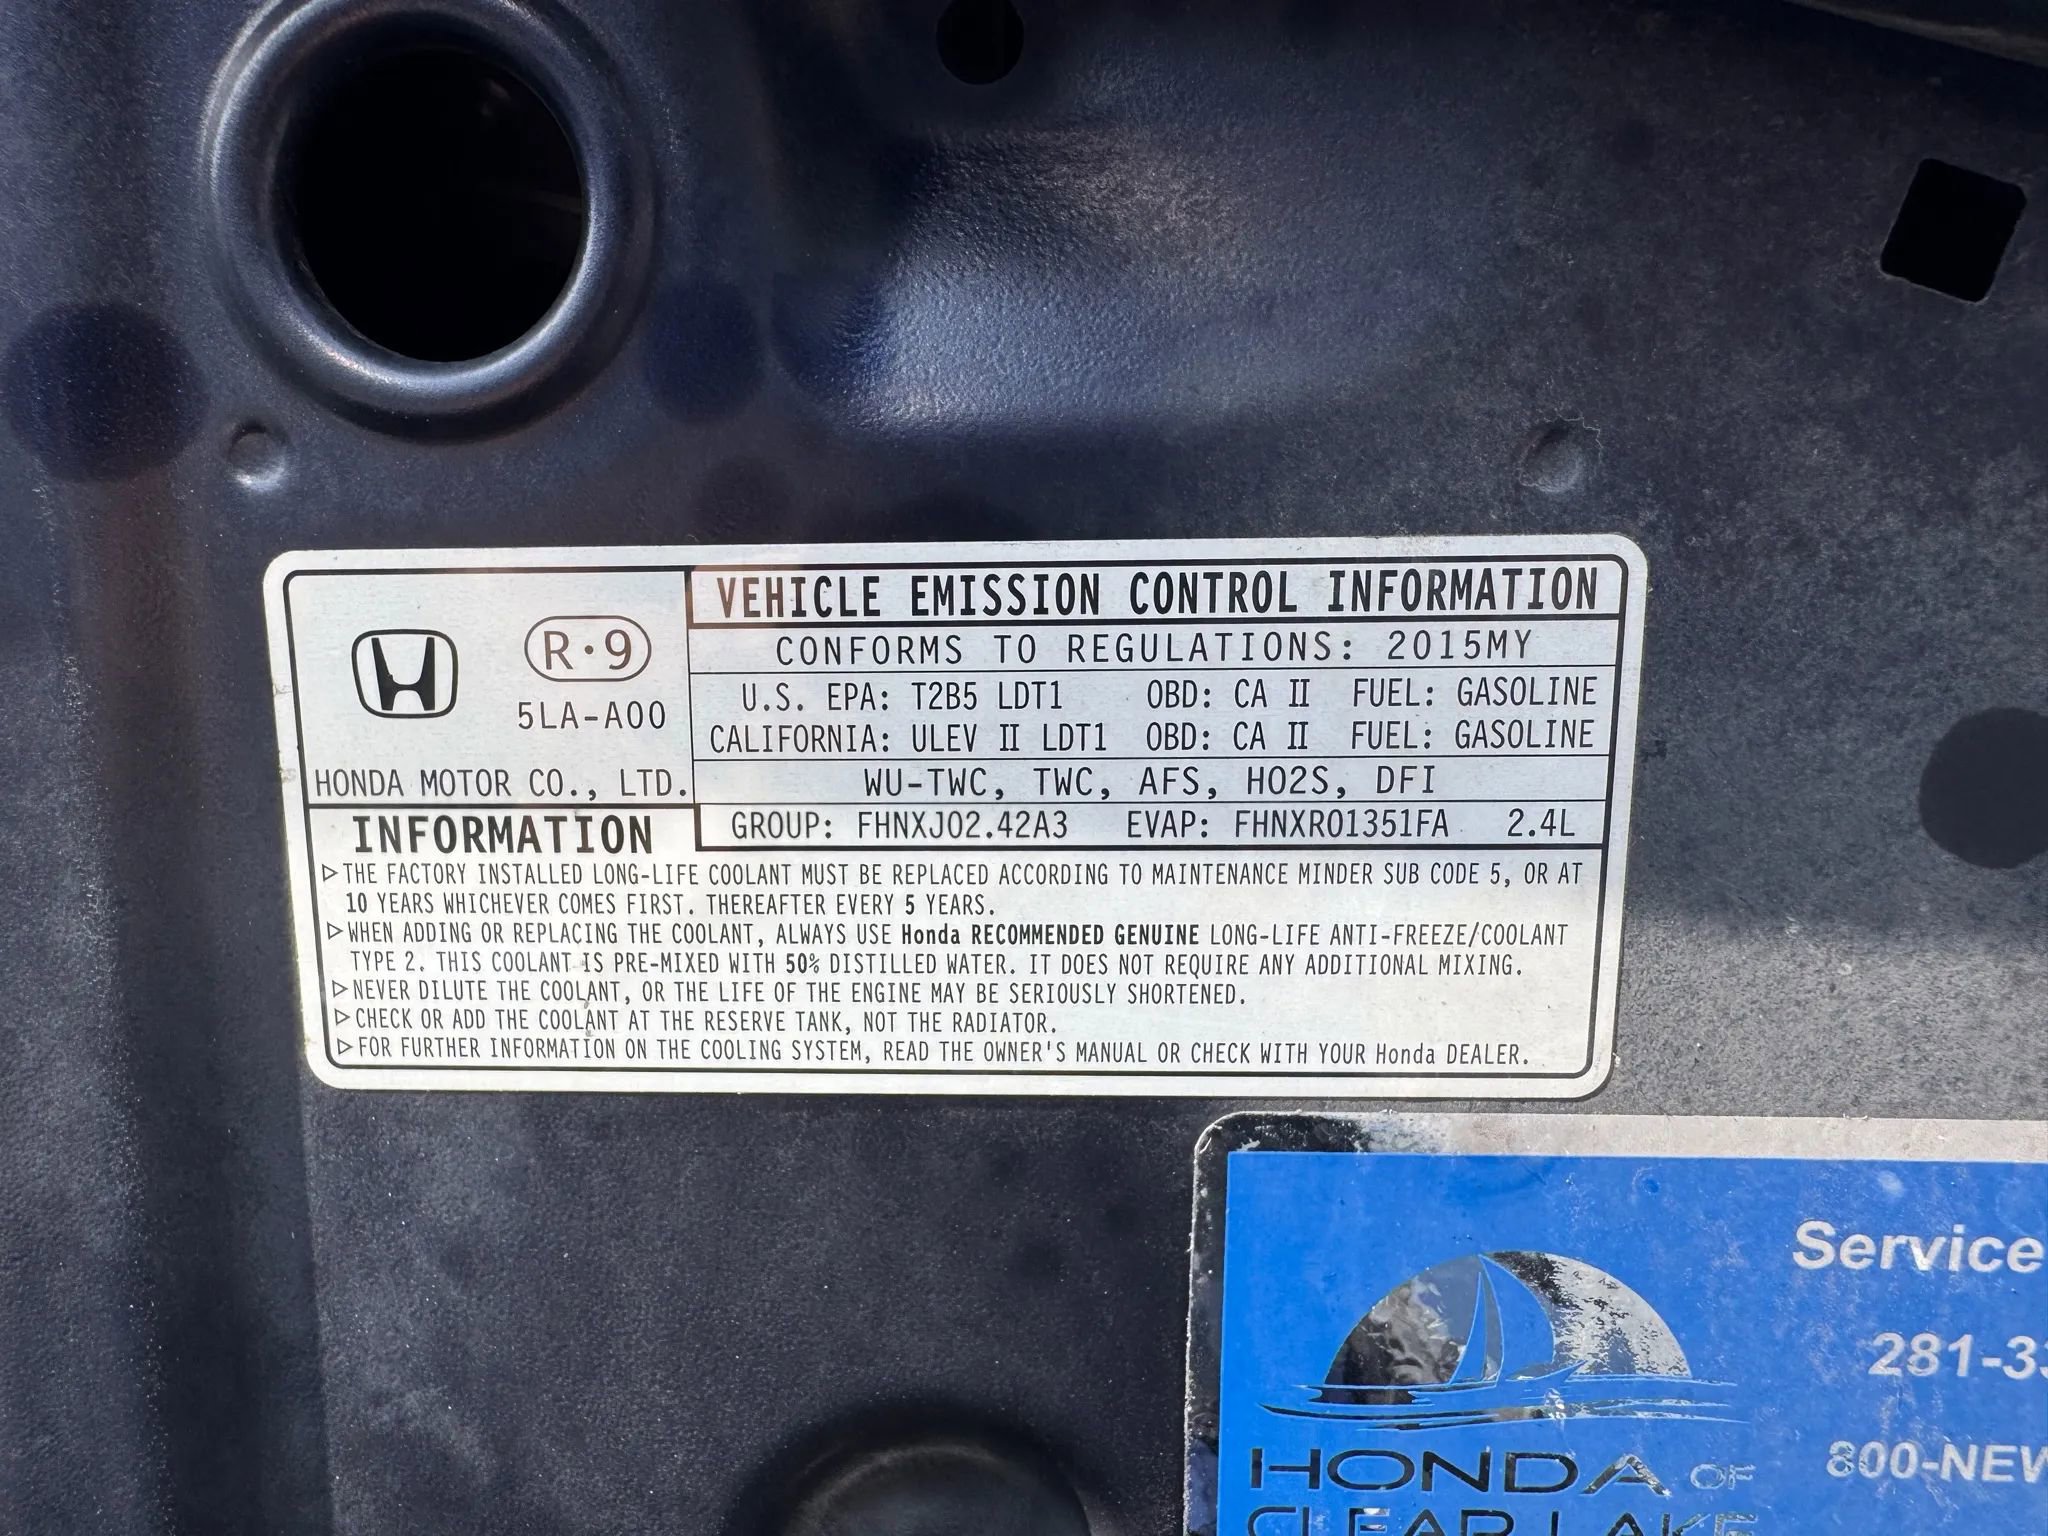 R·9
5LA-A00
HONDA MOTOR CO., LTD.
VEHICLE EMISSION CONTROL INFORMATION
CONFORMS TO REGULATIONS: 2015MY
U.S. EPA: T2B5 LDT1 OBD: CA II FUEL: GASOLINE
CALIFORNIA: ULEV II LDT1 OBD: CA II FUEL: GASOLINE
WU-TWC, TWC, AFS, HO2S, DFI
GROUP: FHNXJ02.42A3 EVAP: FHNXR01351FA 2.4L
INFORMATION
▷THE FACTORY INSTALLED LONG-LIFE COOLANT MUST BE REPLACED ACCORDING TO MAINTENANCE MINDER SUB CODE 5, OR AT
10 YEARS WHICHEVER COMES FIRST. THEREAFTER EVERY 5 YEARS.
▷WHEN ADDING OR REPLACING THE COOLANT, ALWAYS USE Honda RECOMMENDED GENUINE LONG-LIFE ANTI-FREEZE/COOLANT
TYPE 2. THIS COOLANT IS PRE-MIXED WITH 50% DISTILLED WATER. IT DOES NOT REQUIRE ANY ADDITIONAL MIXING.
▷NEVER DILUTE THE COOLANT, OR THE LIFE OF THE ENGINE MAY BE SERIOUSLY SHORTENED.
▷CHECK OR ADD THE COOLANT AT THE RESERVE TANK, NOT THE RADIATOR.
▷FOR FURTHER INFORMATION ON THE COOLING SYSTEM, READ THE OWNER'S MANUAL OR CHECK WITH YOUR Honda DEALER.
Service
281-33
800-NEW
HONDA OF
CLEAR LAKE